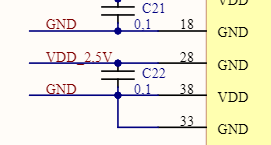 C21 VDD
GND 0,1 18 GND
VDD_2.5V 28 GND
GND C22 0,1 38 VDD
33 GND